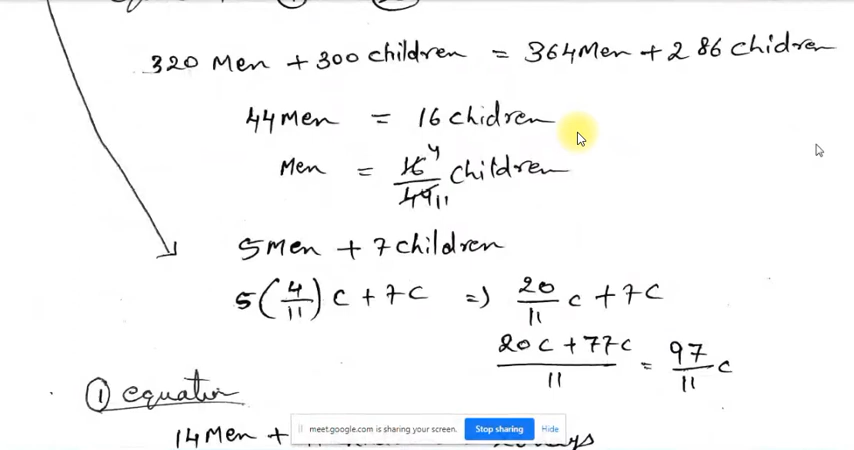 320 Men + 300 children = 364 Men + 286 Chidren
44 Men = 16 chidren
Men = 16 4 / 44 11 Children
5 Men + 7 children
5 ( 4/11 ) C + 7C => 20/11 C + 7C
20C + 77C / 11 = 97/11 C
① equation
14 Men +
meet.google.com is sharing your screen. Stop sharing Hide